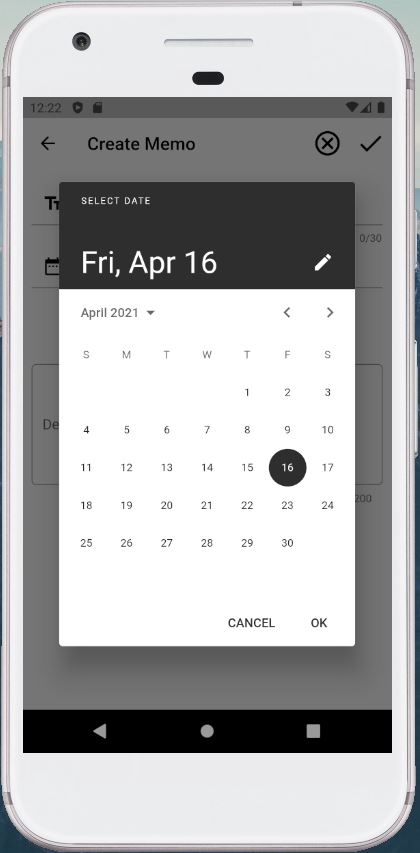 12:22
Create Memo
0/30
SELECT DATE
Fri, Apr 16
April 2021
S M T W T F S
1 2 3
4 5 6 7 8 9 10
11 12 13 14 15 16 17
18 19 20 21 22 23 24
25 26 27 28 29 30
De
200
CANCEL OK